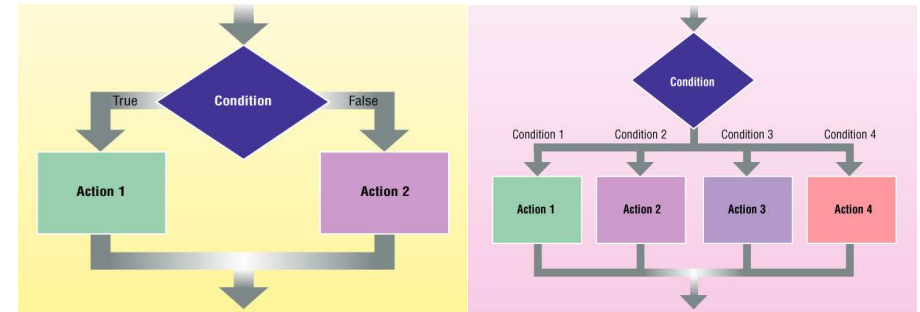 True
Condition
False
Action 1
Action 2
Condition
Condition 1
Condition 2
Condition 3
Condition 4
Action 1
Action 2
Action 3
Action 4